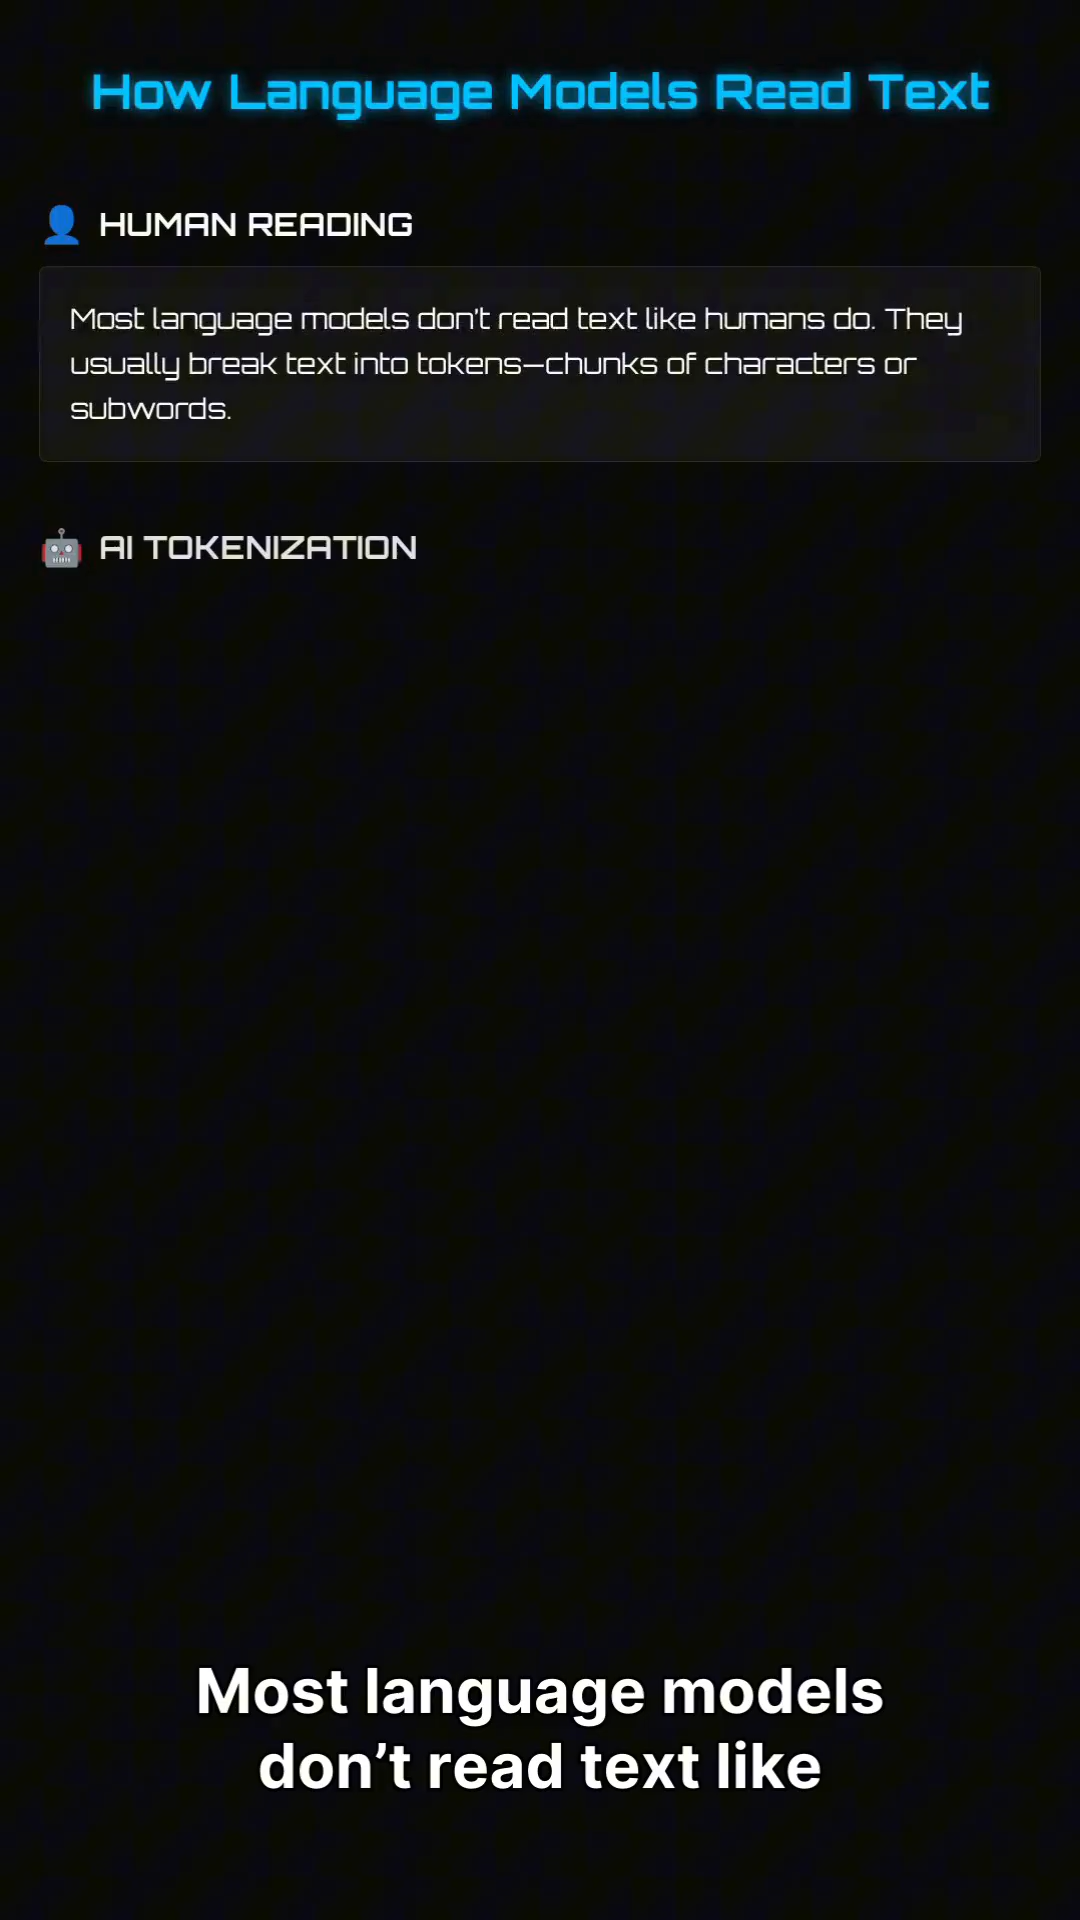 How Language Models Read Text
HUMAN READING
Most language models don't read text like humans do. They
usually break text into tokens—chunks of characters or
subwords.
AI TOKENIZATION
Most language models
don’t read text like